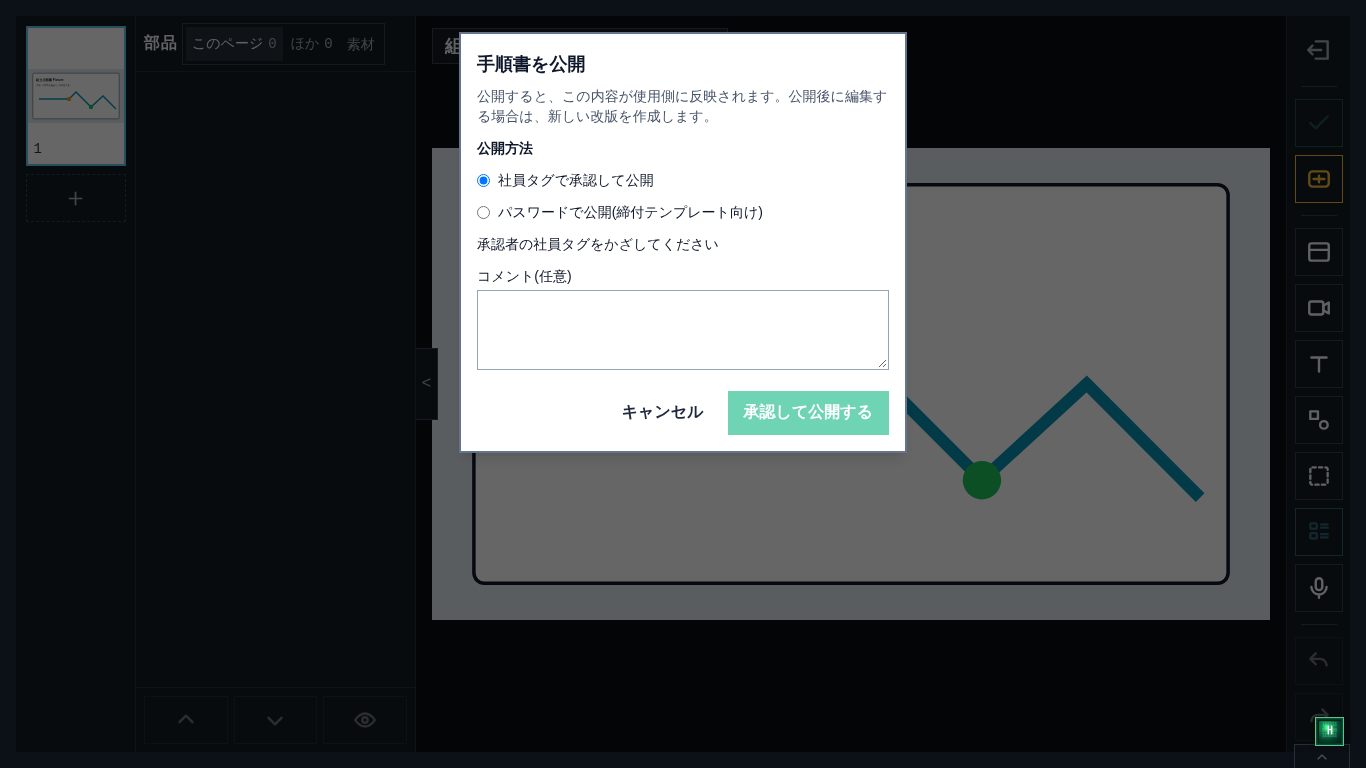 部品 このページ 0 ほか 0 素材
組
1
手順書を公開
公開すると、この内容が使用側に反映されます。公開後に編集す
る場合は、新しい改版を作成します。
公開方法
社員タグで承認して公開
パスワードで公開(締付テンプレート向け)
承認者の社員タグをかざしてください
コメント(任意)
キャンセル 承認して公開する
<